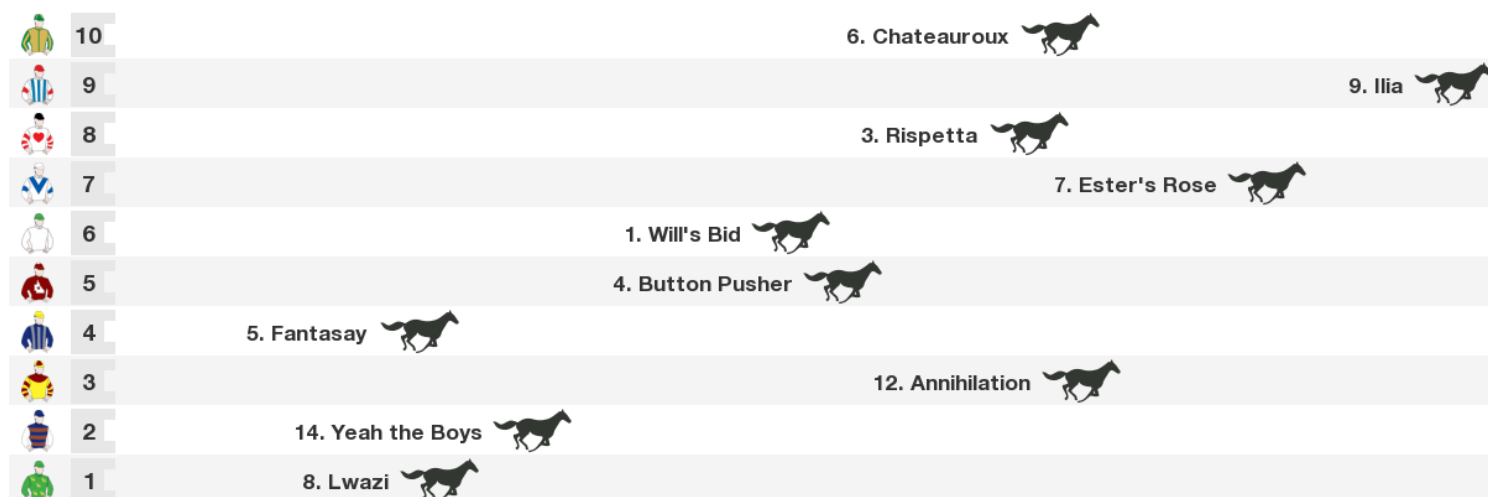 10 6. Chateauroux
9 9. Ilia
8 3. Rispetta
7 7. Ester's Rose
6 1. Will's Bid
5 4. Button Pusher
4 5. Fantasay
3 12. Annihilation
2 14. Yeah the Boys
1 8. Lwazi